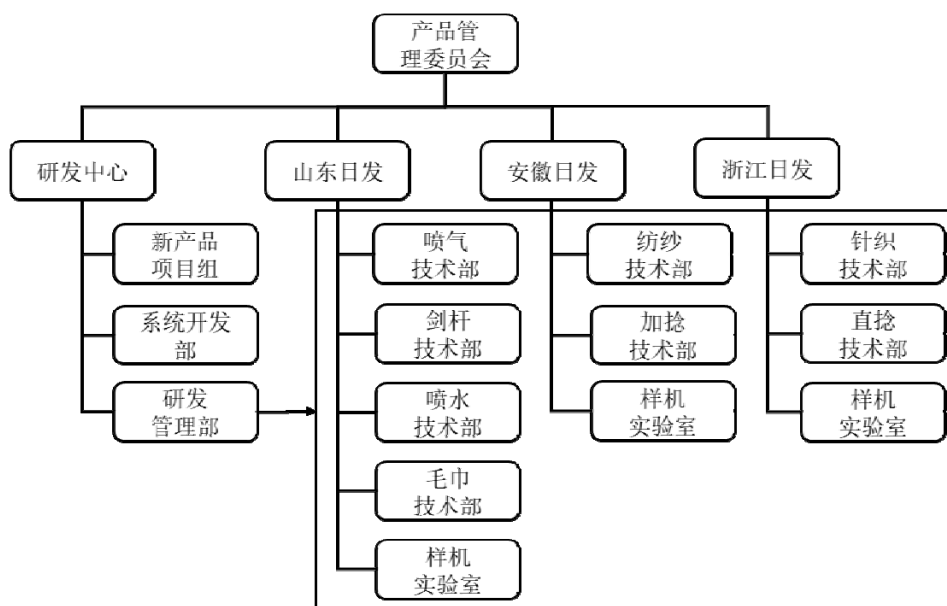 产品管
理委员会
研发中心
山东日发
安徽日发
浙江日发
新产品
项目组
系统开发
部
研发
管理部
喷气
技术部
剑杆
技术部
喷水
技术部
毛巾
技术部
样机
实验室
纺纱
技术部
加捻
技术部
样机
实验室
针织
技术部
直捻
技术部
样机
实验室